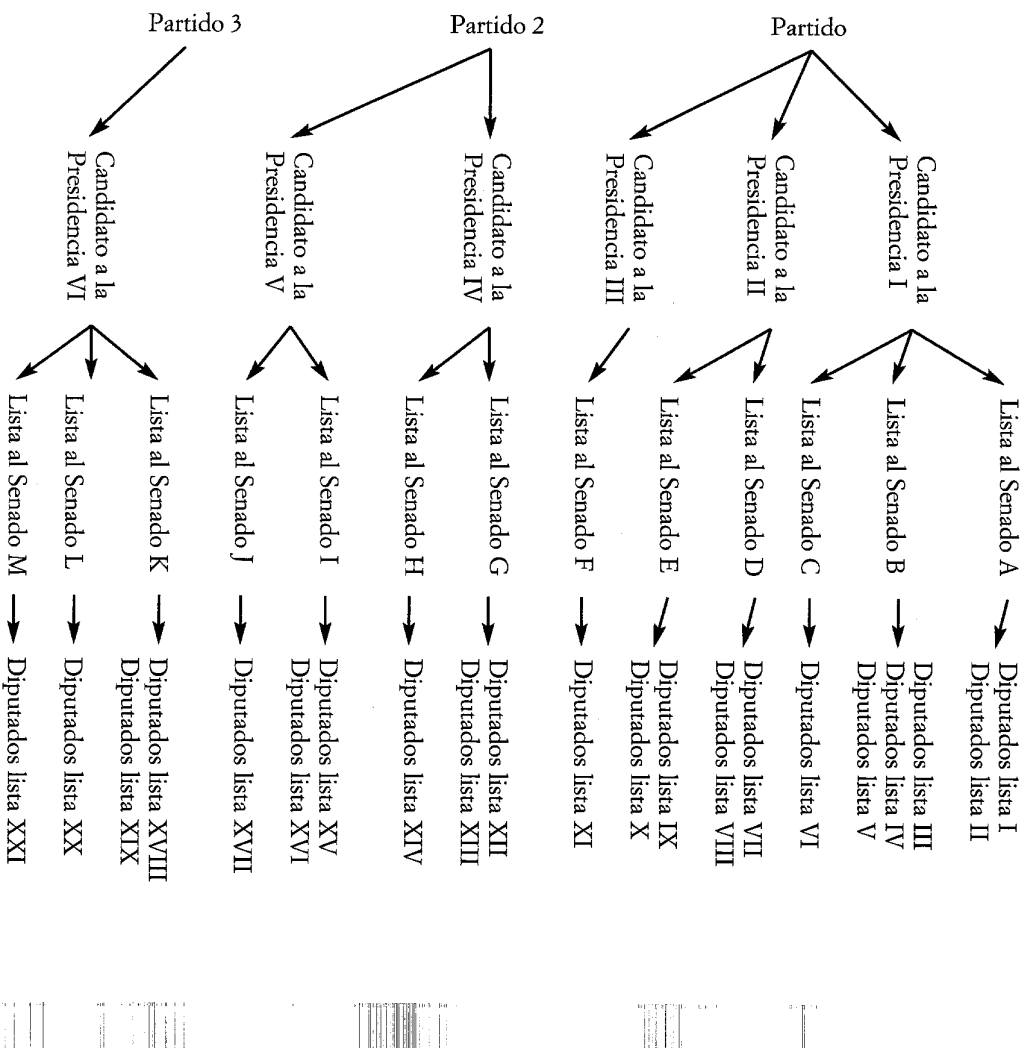 Partido 3
Partido 2
Partido
Candidato a la
Presidencia I
Candidato a la
Presidencia II
Candidato a la
Presidencia III
Candidato a la
Presidencia IV
Candidato a la
Presidencia V
Candidato a la
Presidencia VI
Lista al Senado A
Lista al Senado B
Lista al Senado C
Lista al Senado D
Lista al Senado E
Lista al Senado F
Lista al Senado G
Lista al Senado H
Lista al Senado I
Lista al Senado J
Lista al Senado K
Lista al Senado L
Lista al Senado M
Diputados lista I
Diputados lista II
Diputados lista III
Diputados lista IV
Diputados lista V
Diputados lista VI
Diputados lista VII
Diputados lista VIII
Diputados lista IX
Diputados lista X
Diputados lista XI
Diputados lista XII
Diputados lista XIII
Diputados lista XIV
Diputados lista XV
Diputados lista XVI
Diputados lista XVII
Diputados lista XVIII
Diputados lista XIX
Diputados lista XX
Diputados lista XXI